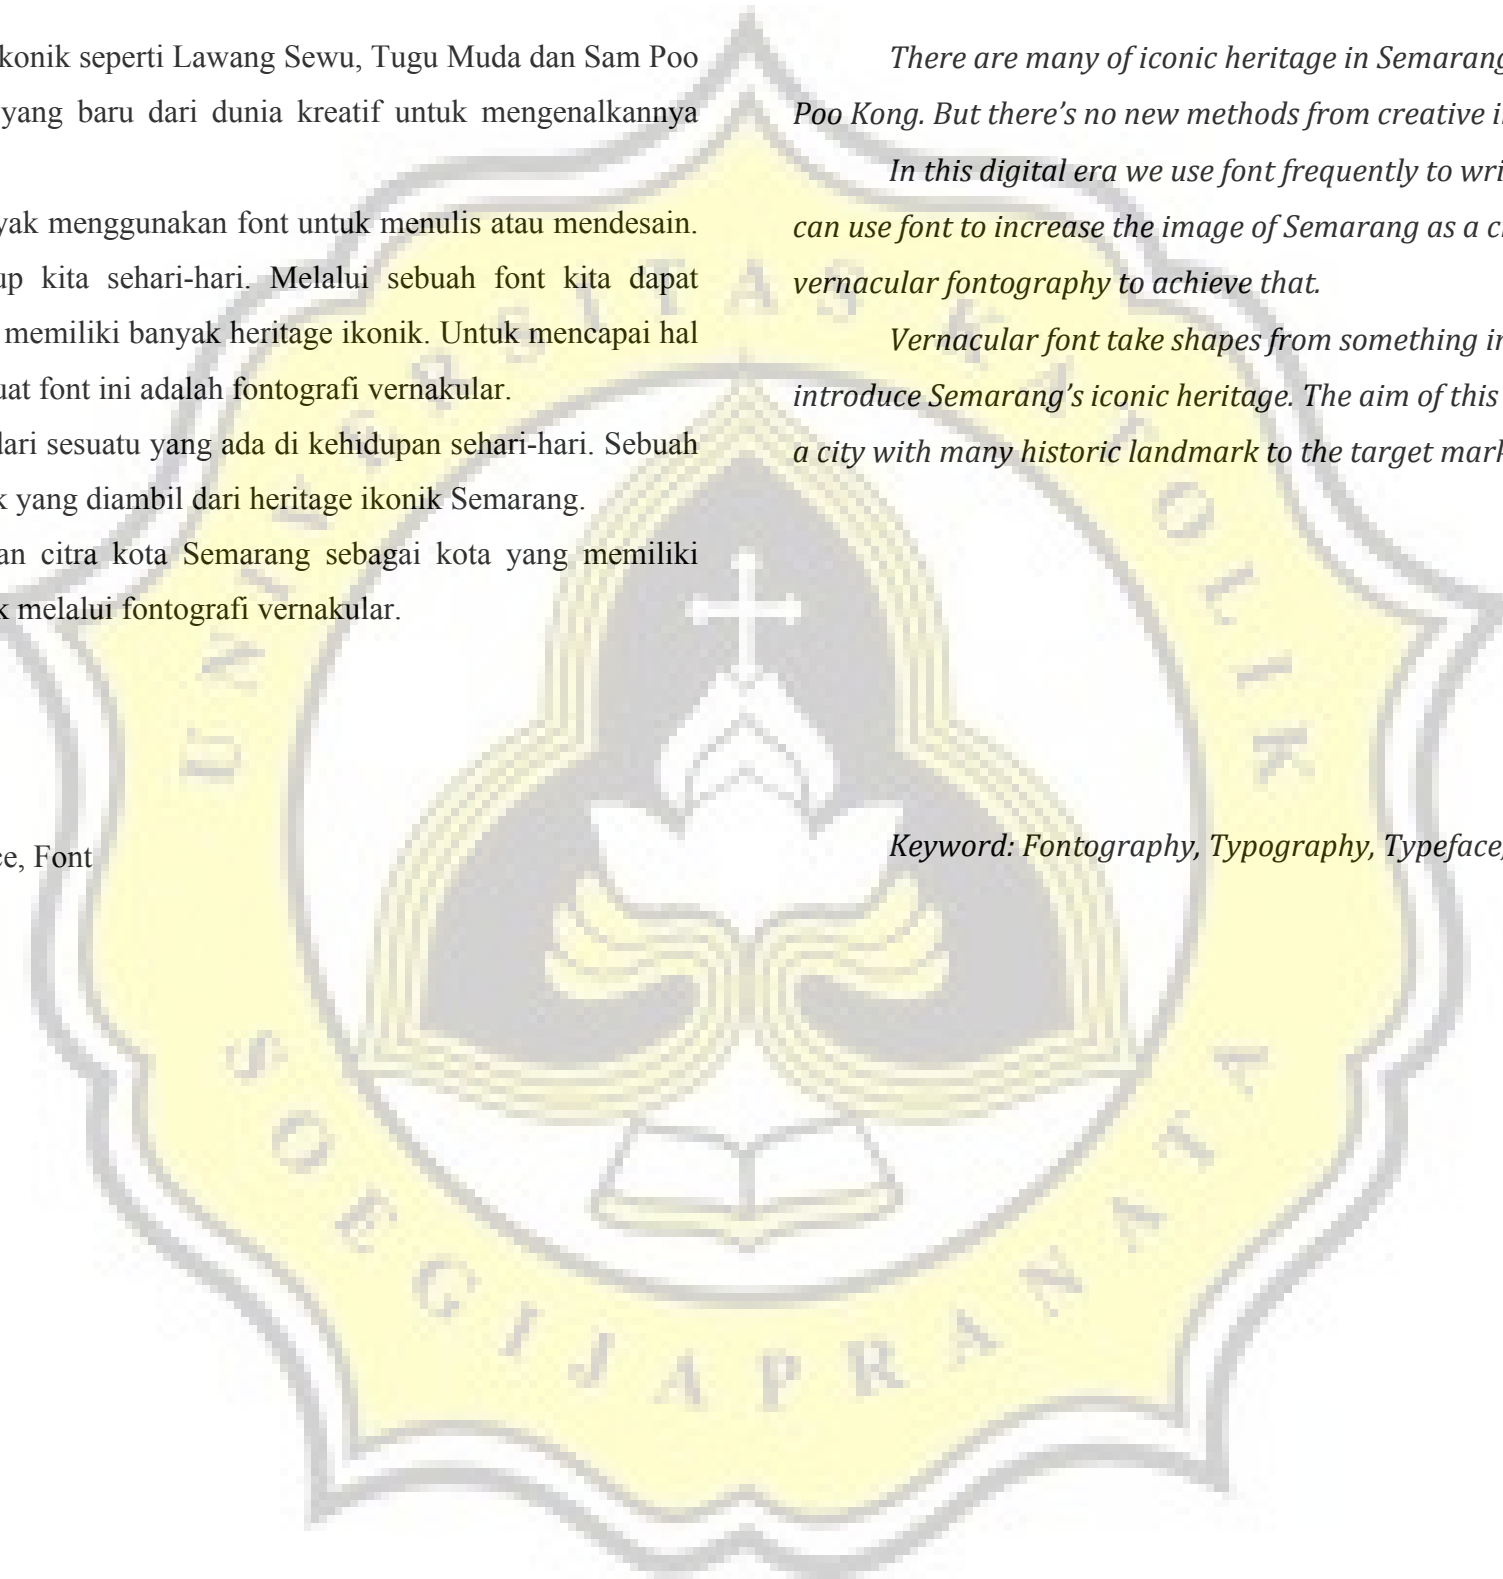 konik seperti Lawang Sewu, Tugu Muda dan Sam Poo
yang baru dari dunia kreatif untuk mengenalkannya
yak menggunakan font untuk menulis atau mendesain.
up kita sehari-hari. Melalui sebuah font kita dapat
memiliki banyak heritage ikonik. Untuk mencapai hal
uat font ini adalah fontografi vernakular.
dari sesuatu yang ada di kehidupan sehari-hari. Sebuah
k yang diambil dari heritage ikonik Semarang.
an citra kota Semarang sebagai kota yang memiliki
k melalui fontografi vernakular.
ce, Font
There are many of iconic heritage in Semarang
Poo Kong. But there's no new methods from creative i
In this digital era we use font frequently to wri
can use font to increase the image of Semarang as a c
vernacular fontography to achieve that.
Vernacular font take shapes from something in
introduce Semarang's iconic heritage. The aim of this
a city with many historic landmark to the target mark
Keyword: Fontography, Typography, Typeface,
UNIVERSITAS KATOLIK
SOEGIJAPRANATA